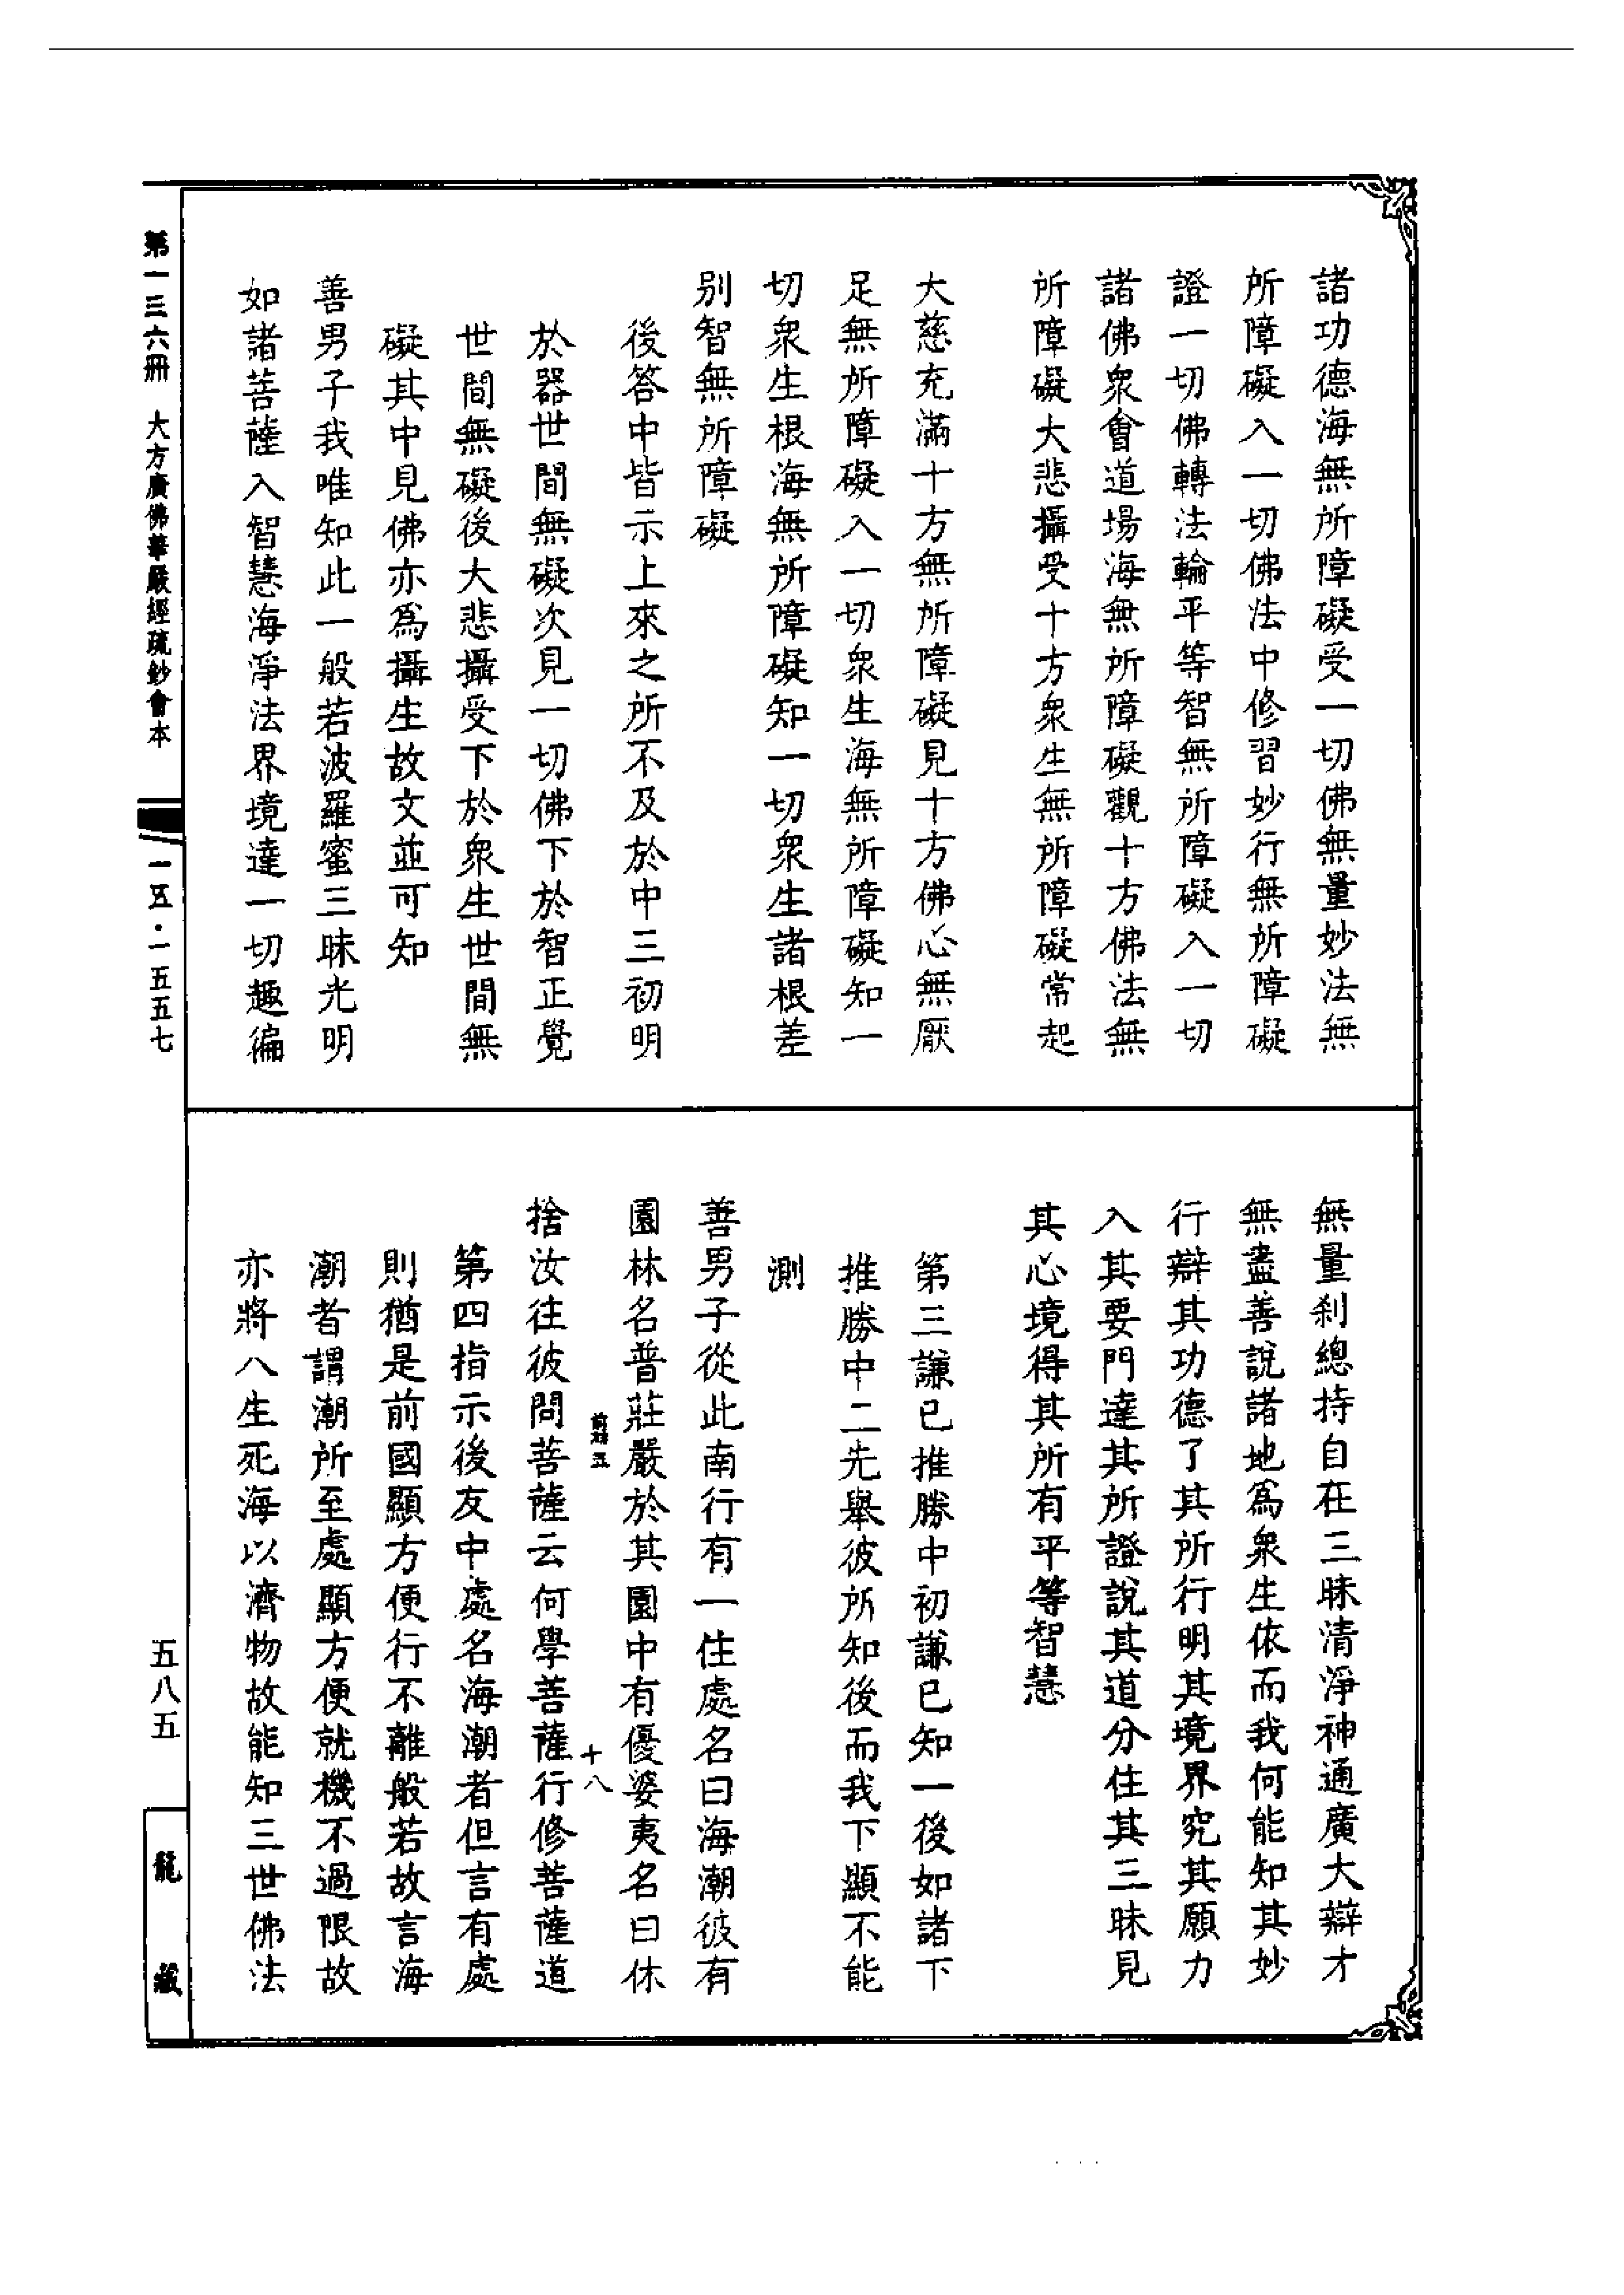 諸功德海無所障礙受一切佛無量妙法無
所障礙入一切佛法中修習妙行無所障礙
證一切佛轉法輪平等智無所障礙入一切
諸佛衆會道場海無所障礙觀十方佛法無
所障礙大悲攝受十方衆生無所障礙常起
大慈充滿十方無所障礙見十方佛心無厭
足無所障礙入一切衆生海無所障礙知一
切衆生根海無所障礙知一切衆生諸根差
別智無所障礙
後答中皆示上來之所不及於中三初明
於器世間無礙次見一切佛下於智正覺
世間無礙後大悲攝受下於衆生世間無
礙其中見佛亦爲攝生故文並可知
善男子我唯知此一般若波羅蜜三昧光明
如諸菩薩入智慧海淨法界境達一切趣徧
無量剎總持自在三昧清淨神通廣大辯才
無盡善說諸地爲衆生依而我何能知其妙
行辯其功德了其所行明其境界究其願力
入其要門達其所證說其道分住其三昧見
其心境得其所有平等智慧
第三謙已推勝中初謙已知一後如諸下
推勝中二先舉彼所知後而我下顯不能
測
善男子從此南行有一住處名曰海潮彼有
園林名普莊嚴於其園中有優婆夷名曰休
十八
捨汝往彼問菩薩云何學菩薩行修菩薩道
第四指示後友中處名海潮者但言有處
則猶是前國顯方便行不離般若故言海
潮者謂潮所至處顯方便就機不過限故
亦將入生死海以濟物故能知三世佛法
第一三六冊 大方廣佛華嚴經疏鈔會本
一五·一五五七
五八五
龍藏